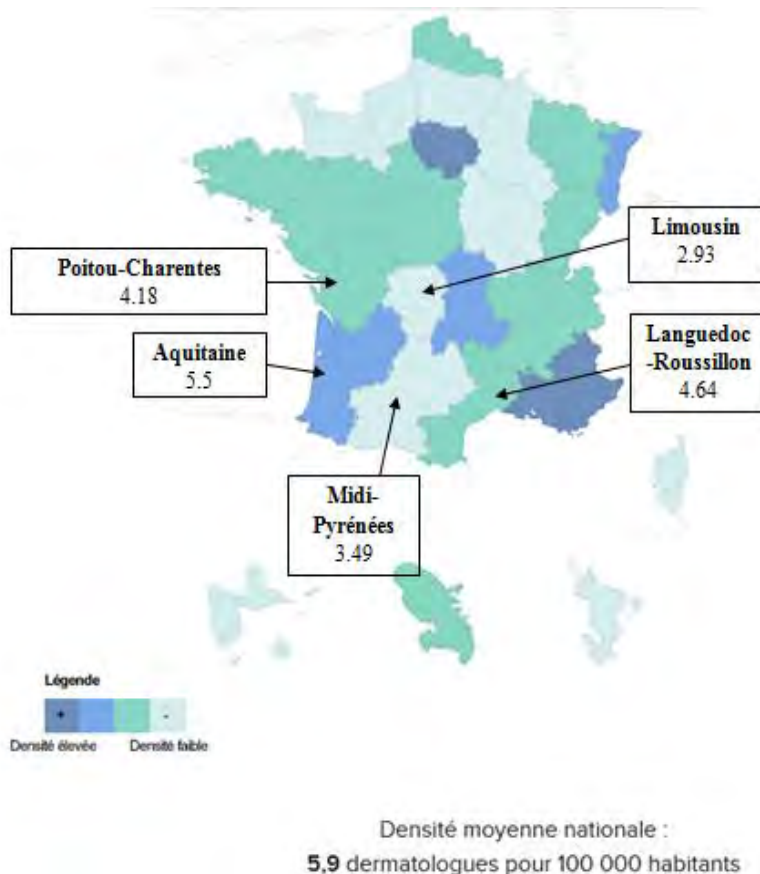 Limousin
2.93
Poitou-Charentes
4.18
Languedoc
-Roussillon
4.64
Aquitaine
5.5
Midi-
Pyrénées
3.49
Légende
+
-
Densité élevée
Densité faible
Densité moyenne nationale :
5,9 dermatologues pour 100 000 habitants